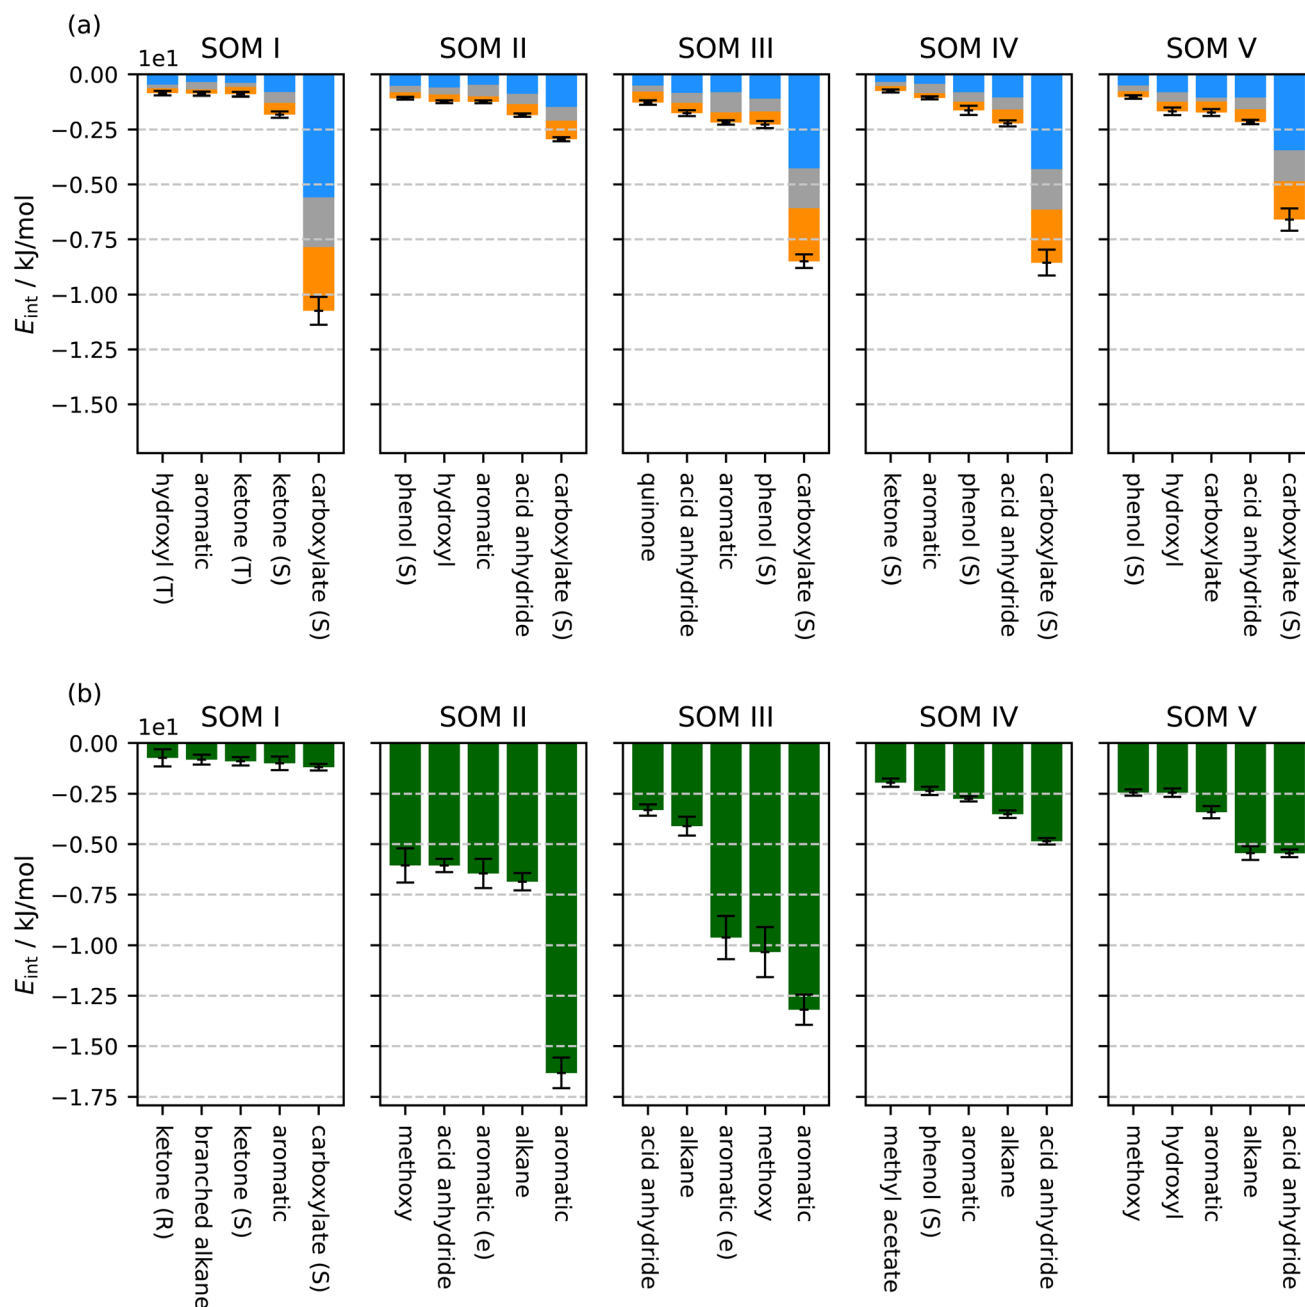 (a)
SOM I SOM II SOM III SOM IV SOM V
1e1
0.00
−0.25
−0.50
−0.75
−1.00
−1.25
−1.50
E_int / kJ/mol
hydroxyl (T)
aromatic
ketone (T)
ketone (S)
carboxylate (S)
phenol (S)
hydroxyl
aromatic
acid anhydride
carboxylate (S)
quinone
acid anhydride
aromatic
phenol (S)
carboxylate (S)
ketone (S)
aromatic
phenol (S)
acid anhydride
carboxylate (S)
phenol (S)
hydroxyl
carboxylate
acid anhydride
carboxylate (S)
(b)
SOM I SOM II SOM III SOM IV SOM V
1e1
0.00
−0.25
−0.50
−0.75
−1.00
−1.25
−1.50
−1.75
E_int / kJ/mol
ketone (R)
branched alkane
ketone (S)
aromatic
carboxylate (S)
methoxy
acid anhydride
aromatic (e)
alkane
aromatic
acid anhydride
alkane
aromatic (e)
methoxy
aromatic
methyl acetate
phenol (S)
aromatic
alkane
acid anhydride
methoxy
hydroxyl
aromatic
alkane
acid anhydride